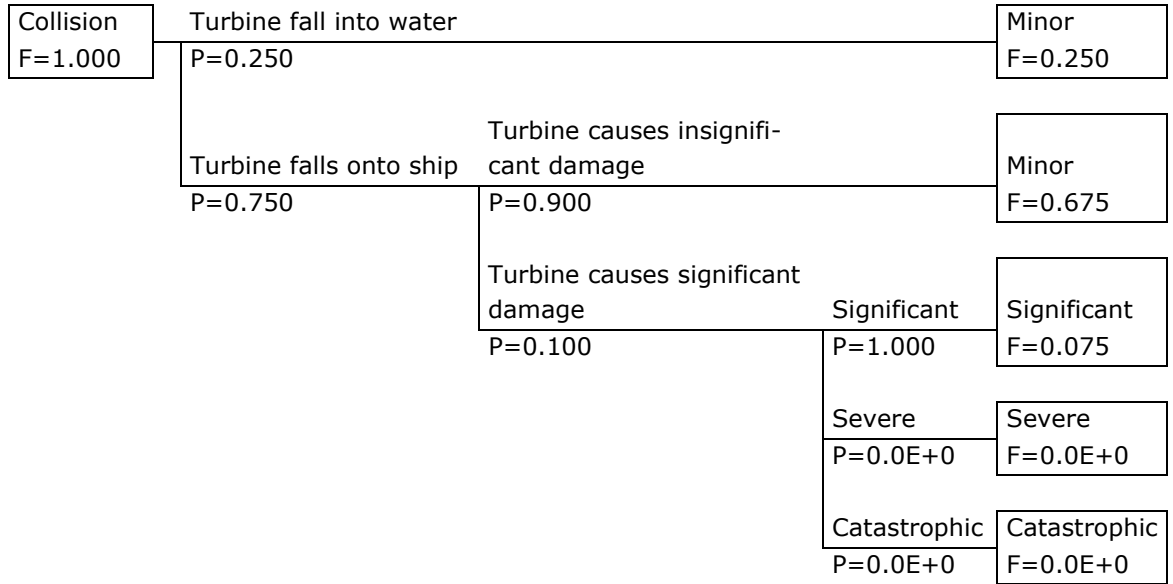 Collision
F=1.000
Turbine fall into water
P=0.250
Minor
F=0.250
Turbine falls onto ship
P=0.750
Turbine causes insignifi-
cant damage
P=0.900
Minor
F=0.675
Turbine causes significant
damage
P=0.100
Significant
P=1.000
Significant
F=0.075
Severe
P=0.0E+0
Severe
F=0.0E+0
Catastrophic
P=0.0E+0
Catastrophic
F=0.0E+0